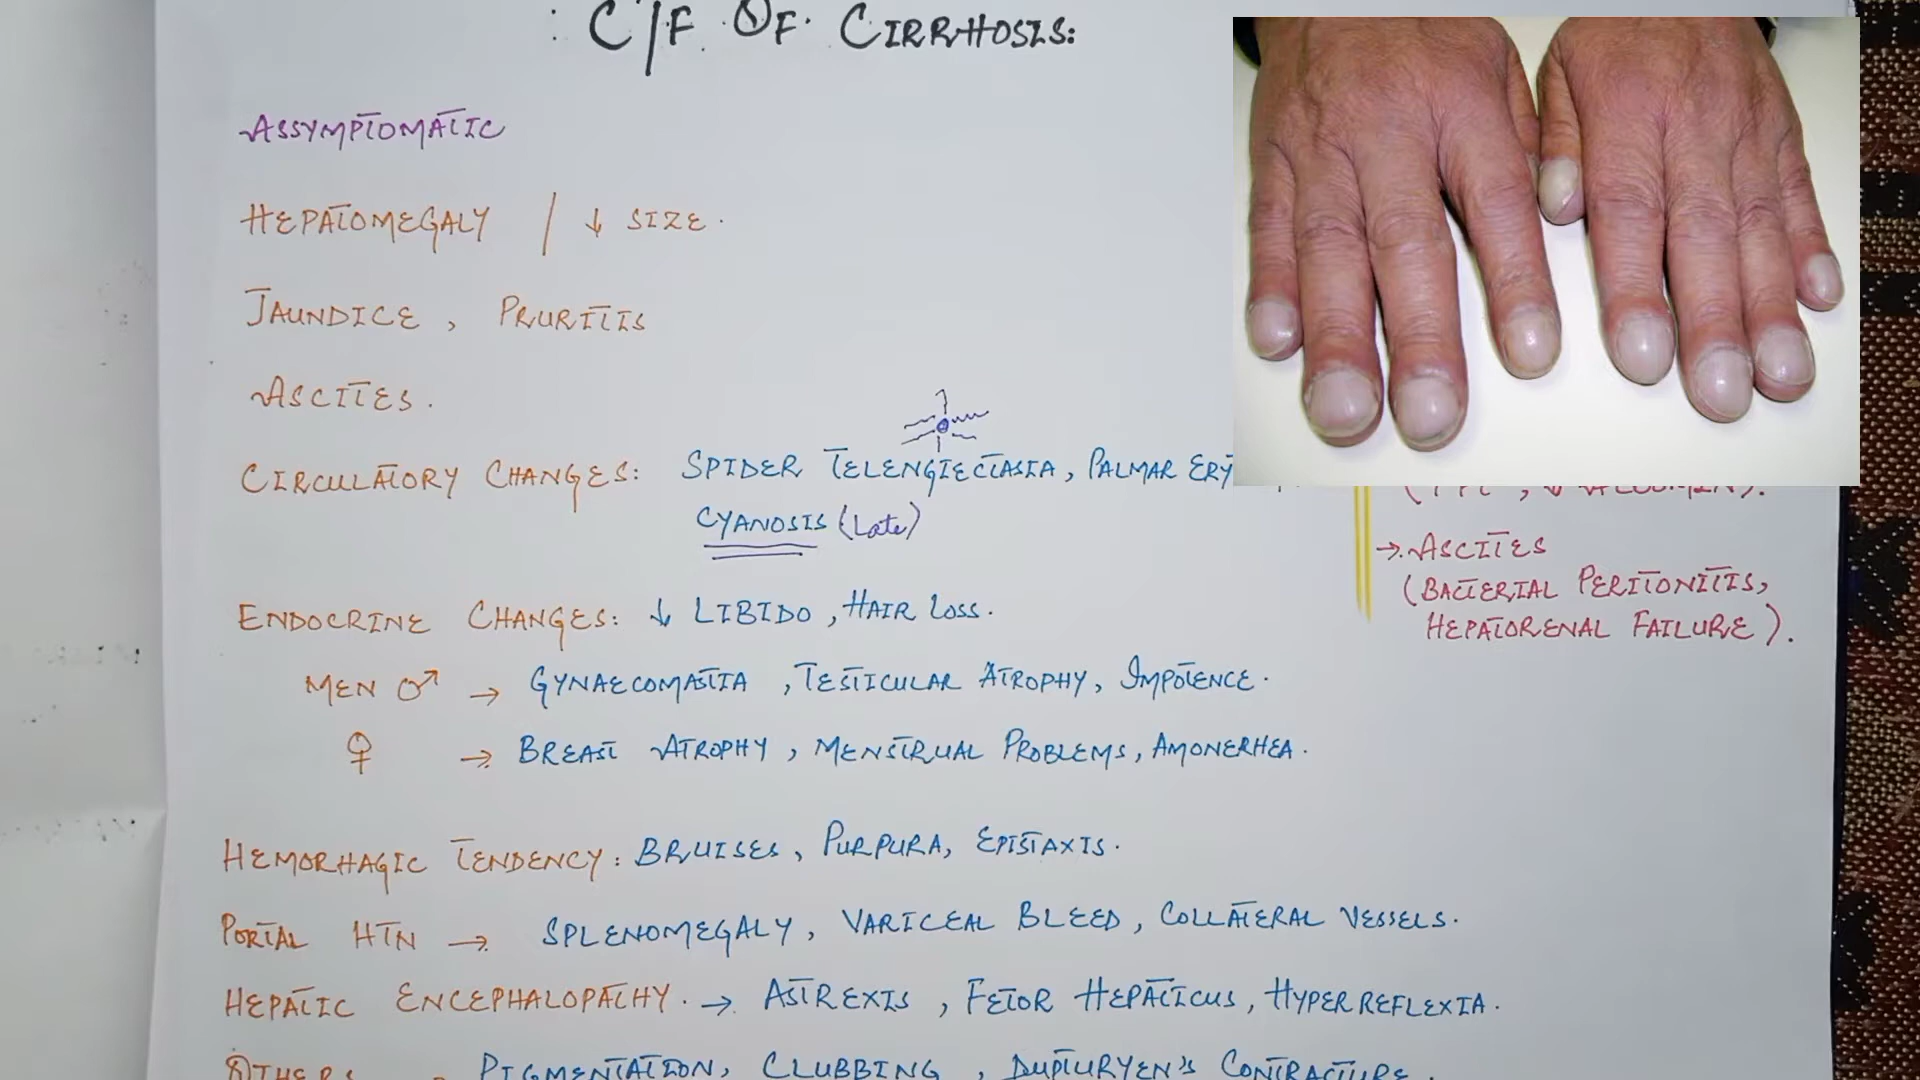 : C/F. OF. CIRRHOSIS:
ASSYMPTOMATIC
HEPATOMEGALY / ↓ SIZE.
JAUNDICE, PRURITIS
ASCITES.
CIRCULATORY CHANGES: SPIDER TELENGIECTASIA, PALMAR ERY
CYANOSIS (Late)
ENDOCRINE CHANGES: ↓ LIBIDO, HAIR LOSS.
MEN ♂ → GYNAECOMASTIA, TESTICULAR ATROPHY, IMPOTENCE.
♀ → BREAST ATROPHY, MENSTRUAL PROBLEMS, AMONERHEA.
HEMORHAGIC TENDENCY: BRUISES, PURPURA, EPISTAXIS.
PORTAL HTN → SPLENOMEGALY, VARICEAL BLEED, COLLATERAL VESSELS.
HEPATIC ENCEPHALOPATHY. → ASTREXIS, FETOR HEPATICUS, HYPERREFLEXIA.
OTHERS PIGMENTATION, CLUBBING, DUPTURYEN'S CONTRACTURE.
→ ASCITES
(BACTERIAL PERITONITIS,
HEPATORENAL FAILURE).